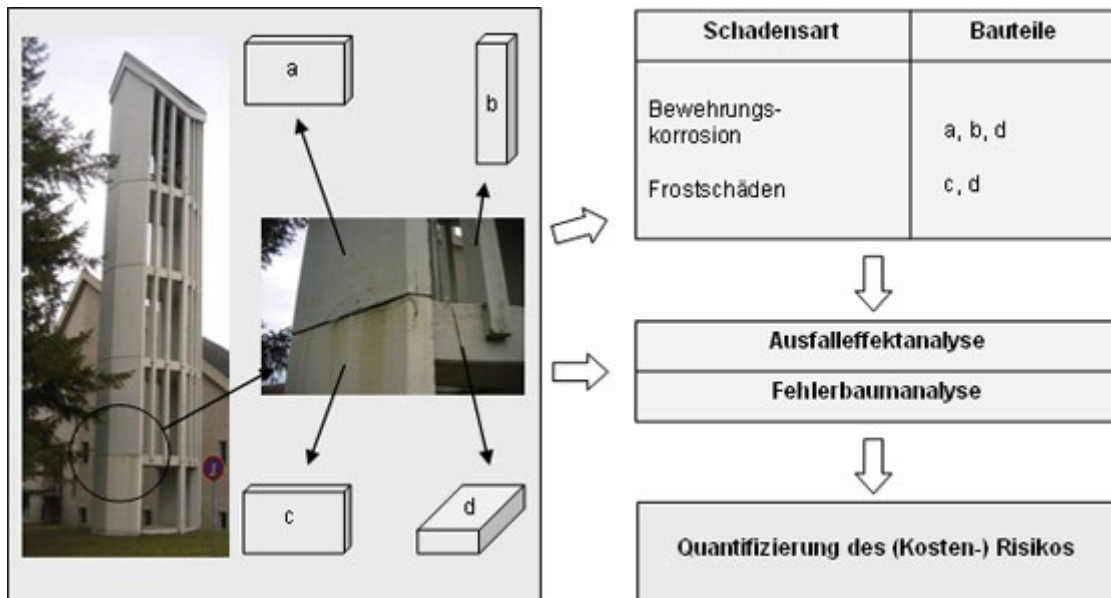 a
b
c
d
Schadensart
Bauteile
Bewehrungs-
korrosion
a, b, d
Frostschäden
c, d
Ausfalleffektanalyse
Fehlerbaumanalyse
Quantifizierung des (Kosten-) Risikos